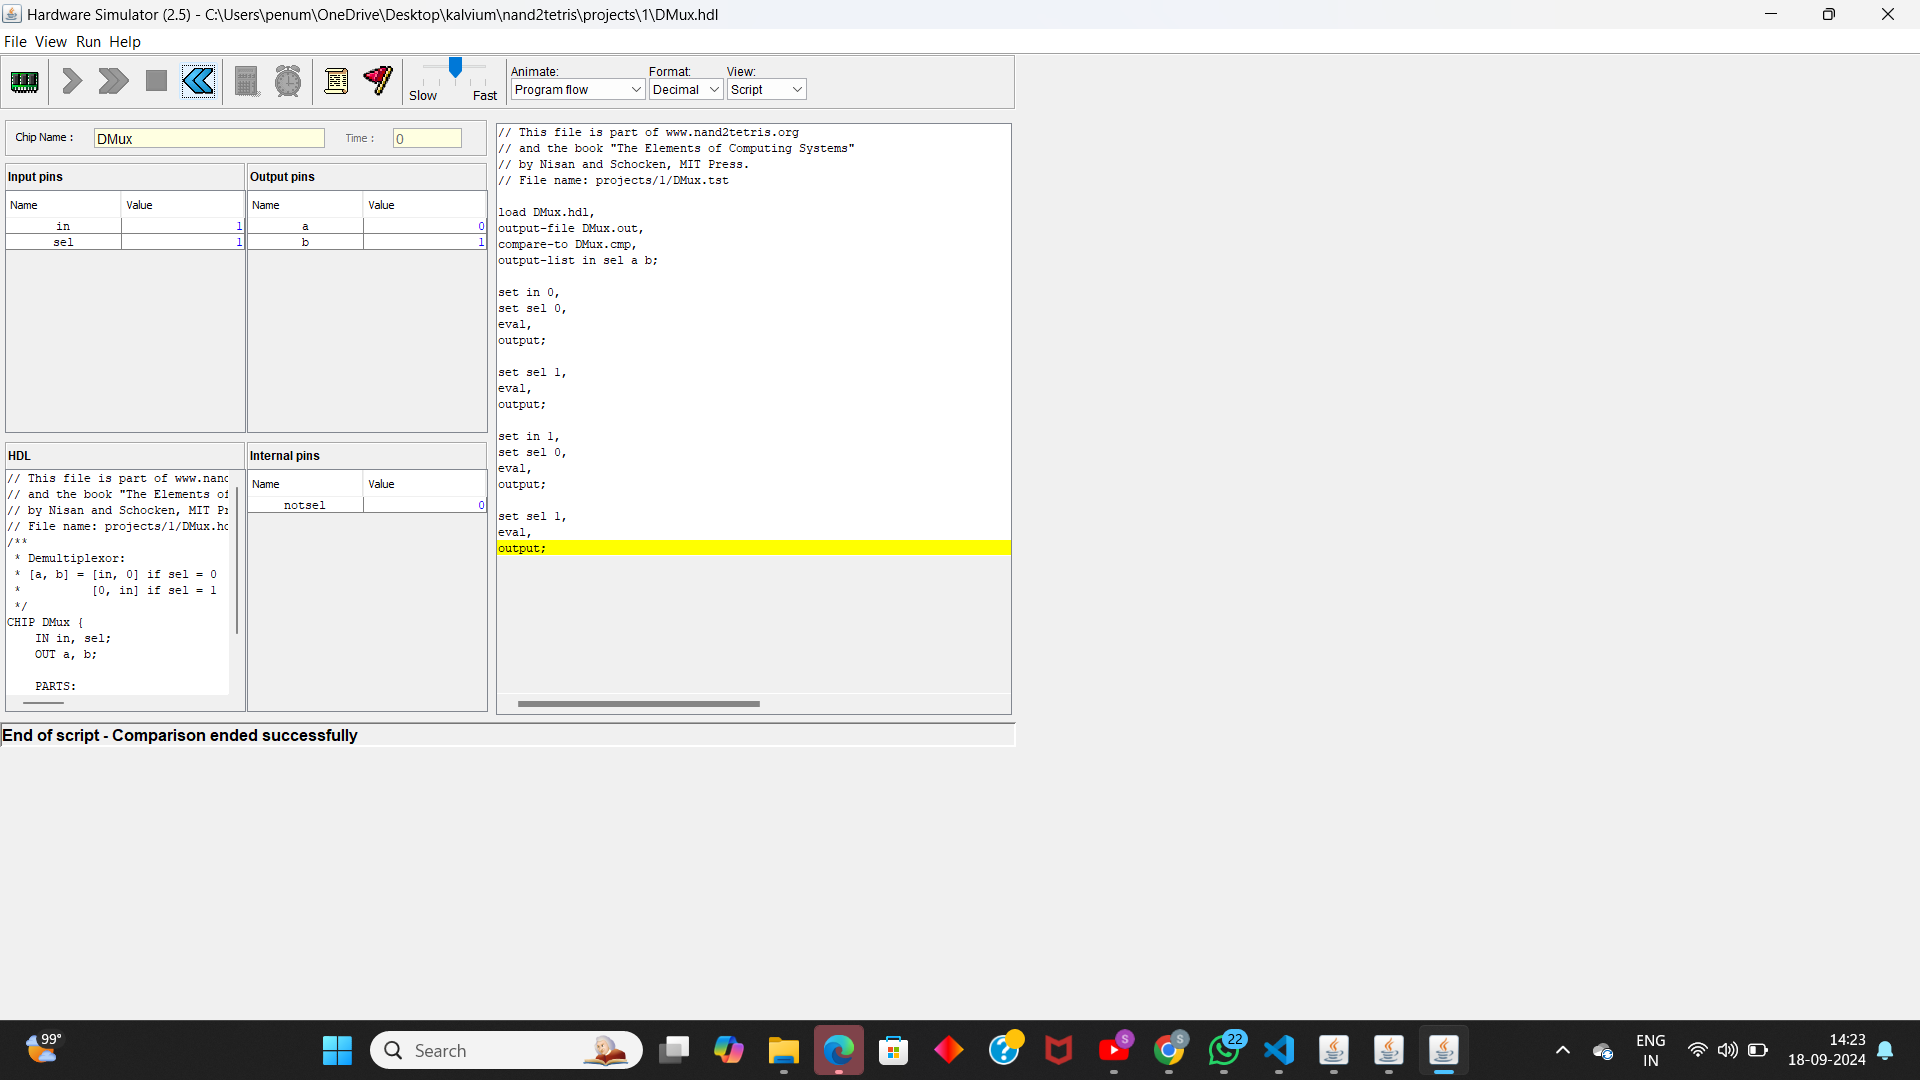 Hardware Simulator (2.5) - C:\Users\penum\OneDrive\Desktop\kalvium\nand2tetris\projects\1\DMux.hdl
File View Run Help
Slow Fast
Animate: Format: View:
Program flow Decimal Script
Chip Name : DMux Time : 0
Input pins
Name Value
in 1
sel 1
Output pins
Name Value
a 0
b 1
HDL
// This file is part of www.nanc
// and the book "The Elements of
// by Nisan and Schocken, MIT Pr
// File name: projects/1/DMux.hd
/**
* Demultiplexor:
* [a, b] = [in, 0] if sel = 0
* [0, in] if sel = 1
*/
CHIP DMux {
IN in, sel;
OUT a, b;
PARTS:
Internal pins
Name Value
notsel 0
// This file is part of www.nand2tetris.org
// and the book "The Elements of Computing Systems"
// by Nisan and Schocken, MIT Press.
// File name: projects/1/DMux.tst
load DMux.hdl,
output-file DMux.out,
compare-to DMux.cmp,
output-list in sel a b;
set in 0,
set sel 0,
eval,
output;
set sel 1,
eval,
output;
set in 1,
set sel 0,
eval,
output;
set sel 1,
eval,
output;
End of script - Comparison ended successfully
99°
Search
S
S
22
ENG
IN
14:23
18-09-2024